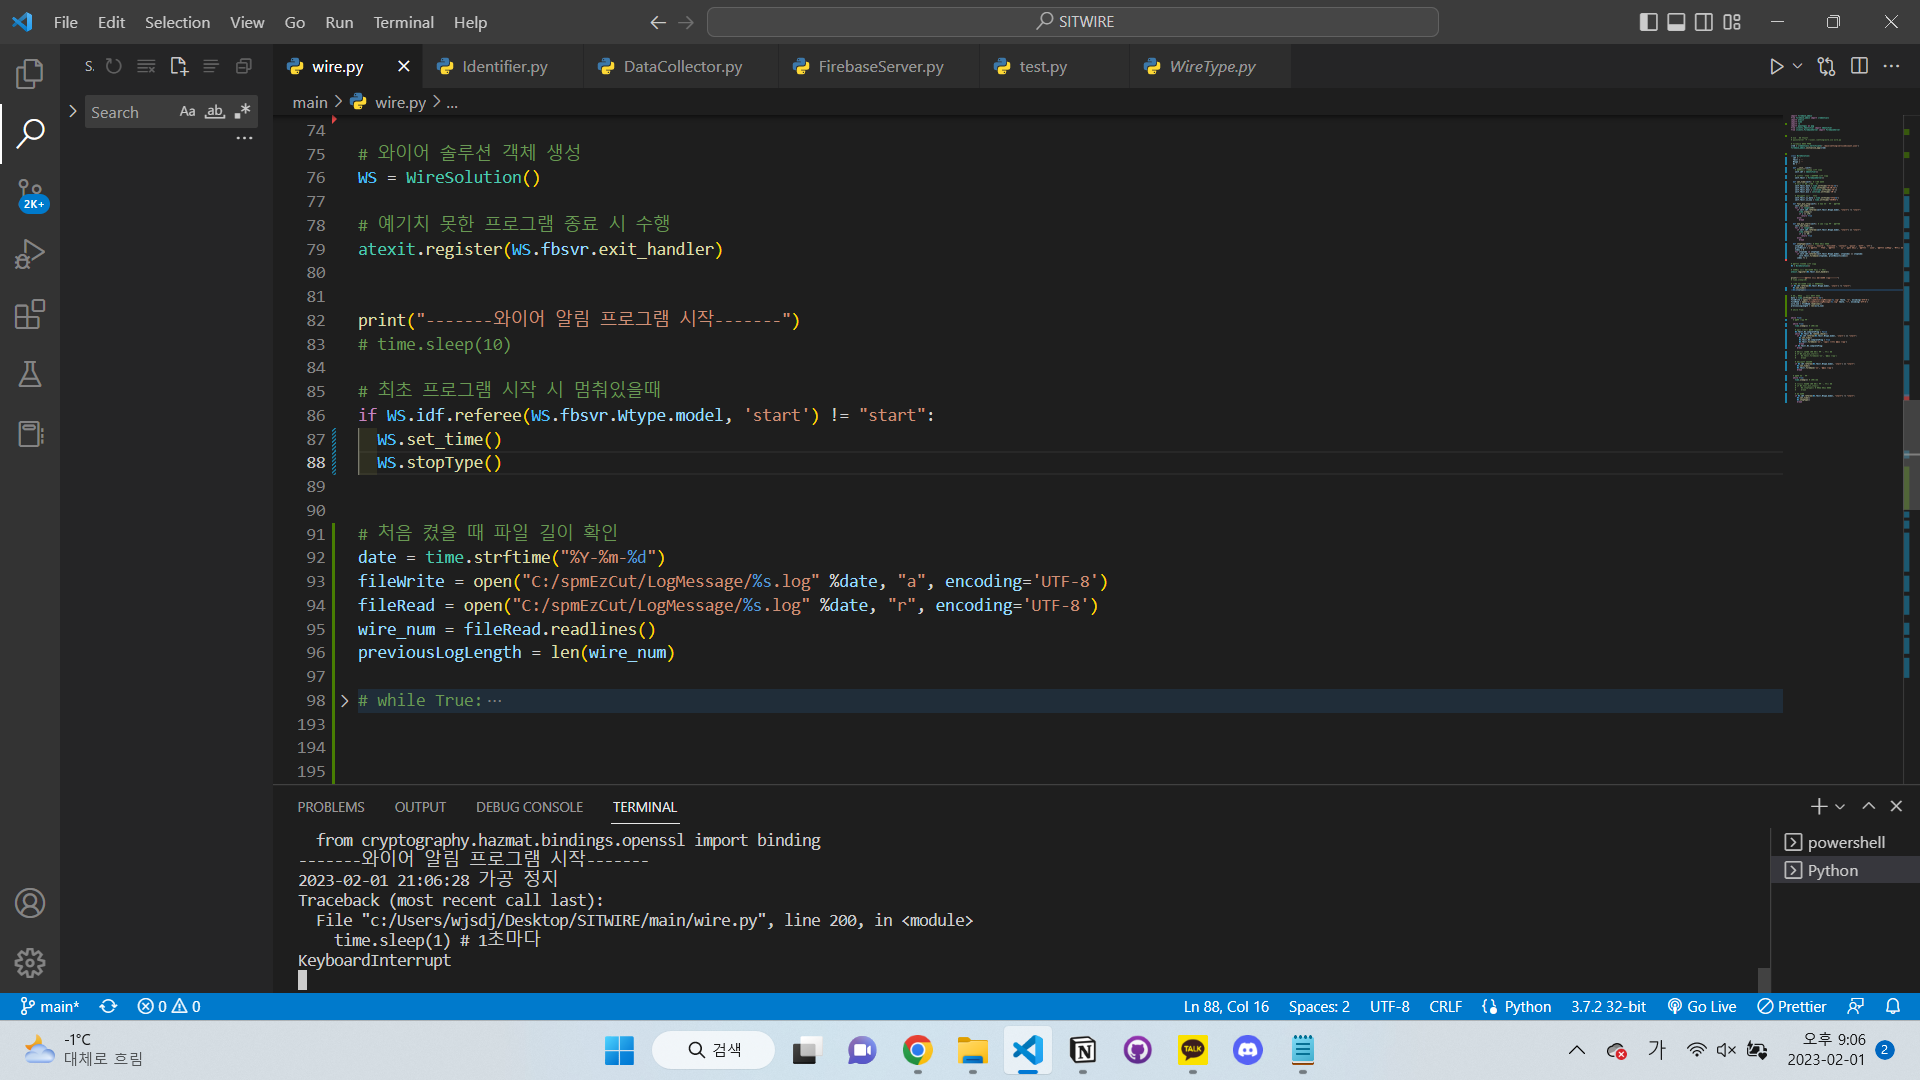 File Edit Selection View Go Run Terminal Help
SITWIRE
S.
Search
Aa ab
2K+
wire.py
Identifier.py
DataCollector.py
FirebaseServer.py
test.py
WireType.py
main > wire.py > ...
74
75 # 와이어 솔루션 객체 생성
76 WS = WireSolution()
77
78 # 예기치 못한 프로그램 종료 시 수행
79 atexit.register(WS.fbsvr.exit_handler)
80
81
82 print("-------와이어 알림 프로그램 시작-------")
83 # time.sleep(10)
84
85 # 최초 프로그램 시작 시 멈춰있을때
86 if WS.idf.referee(WS.fbsvr.Wtype.model, 'start') != "start":
87 WS.set_time()
88 WS.stopType()
89
90
91 # 처음 켰을 때 파일 길이 확인
92 date = time.strftime("%Y-%m-%d")
93 fileWrite = open("C:/spmEzCut/LogMessage/%s.log" %date, "a", encoding='UTF-8')
94 fileRead = open("C:/spmEzCut/LogMessage/%s.log" %date, "r", encoding='UTF-8')
95 wire_num = fileRead.readlines()
96 previousLogLength = len(wire_num)
97
98 # while True: ...
193
194
195
PROBLEMS OUTPUT DEBUG CONSOLE TERMINAL
from cryptography.hazmat.bindings.openssl import binding
-------와이어 알림 프로그램 시작-------
2023-02-01 21:06:28 가공 정지
Traceback (most recent call last):
File "c:/Users/wjsdj/Desktop/SITWIRE/main/wire.py", line 200, in <module>
time.sleep(1) # 1초마다
KeyboardInterrupt
powershell
Python
main* 0 0 Ln 88, Col 16 Spaces: 2 UTF-8 CRLF Python 3.7.2 32-bit Go Live Prettier
-1°C
대체로 흐림
검색
TALK
가
오후 9:06
2023-02-01
2